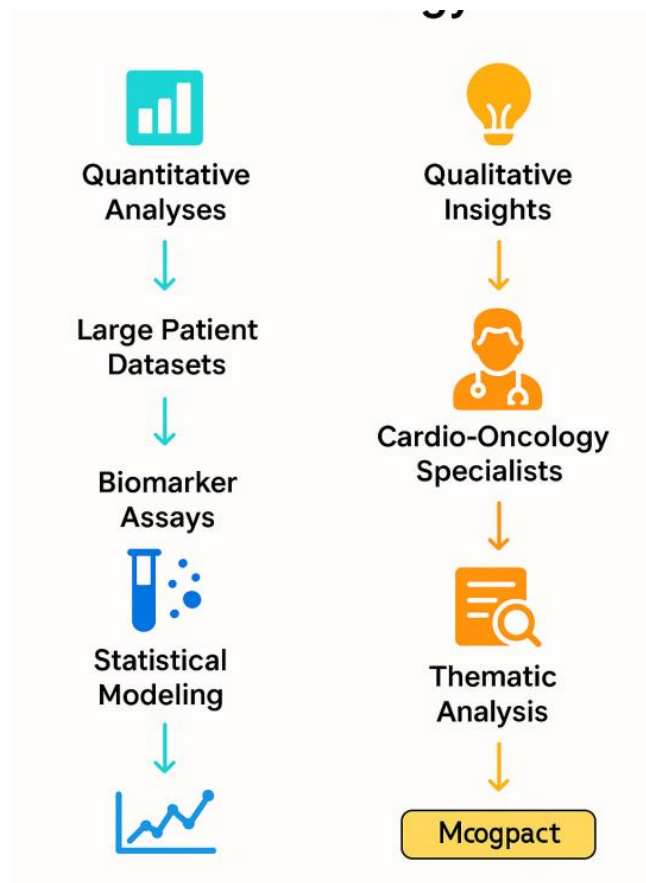 Quantitative
Analyses
Large Patient
Datasets
Biomarker
Assays
Statistical
Modeling
Qualitative
Insights
Cardio-Oncology
Specialists
Thematic
Analysis
Mcogpact